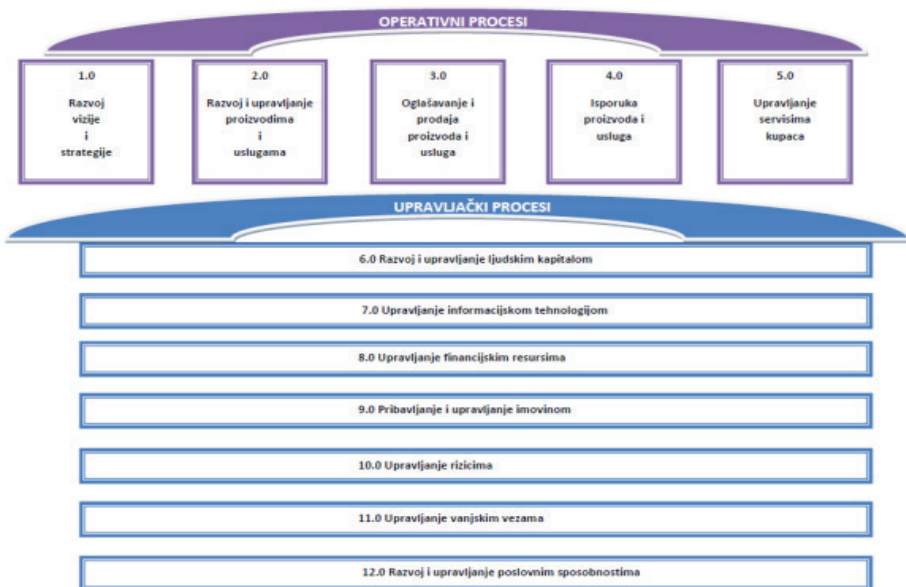 OPERATIVNI PROCESI
1.0
Razvoj
vizije
i
strategije
2.0
Razvoj i upravljanje
proizvodima
i
uslugama
3.0
Oglašavanje i
prodaja
proizvoda i
usluga
4.0
Isporuka
proizvoda i
usluga
5.0
Upravljanje
servisima
kupaca
UPRAVLJAČKI PROCESI
6.0 Razvoj i upravljanje ljudskim kapitalom
7.0 Upravljanje informacijskom tehnologijom
8.0 Upravljanje financijskim resursima
9.0 Pribavljanje i upravljanje imovinom
10.0 Upravljanje rizicima
11.0 Upravljanje vanjskim vezama
12.0 Razvoj i upravljanje poslovnim sposobnostima